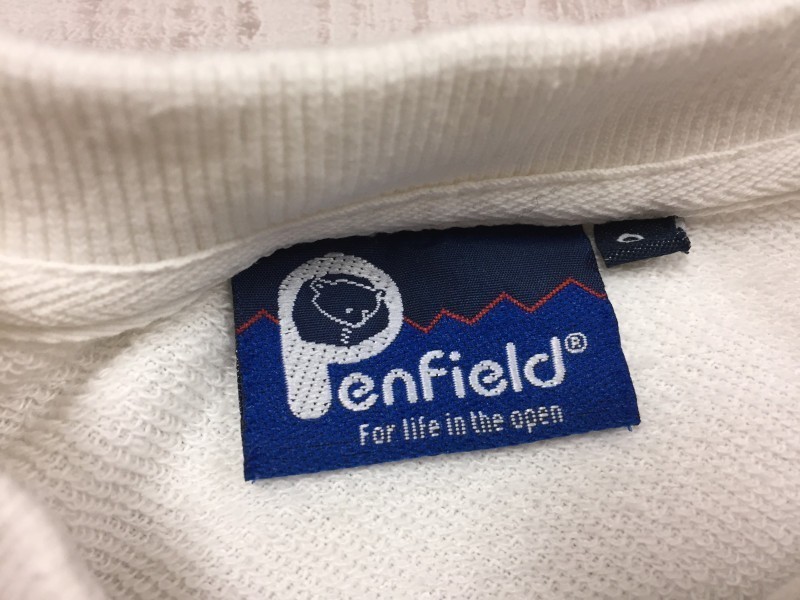 Penfield®
For life in the open